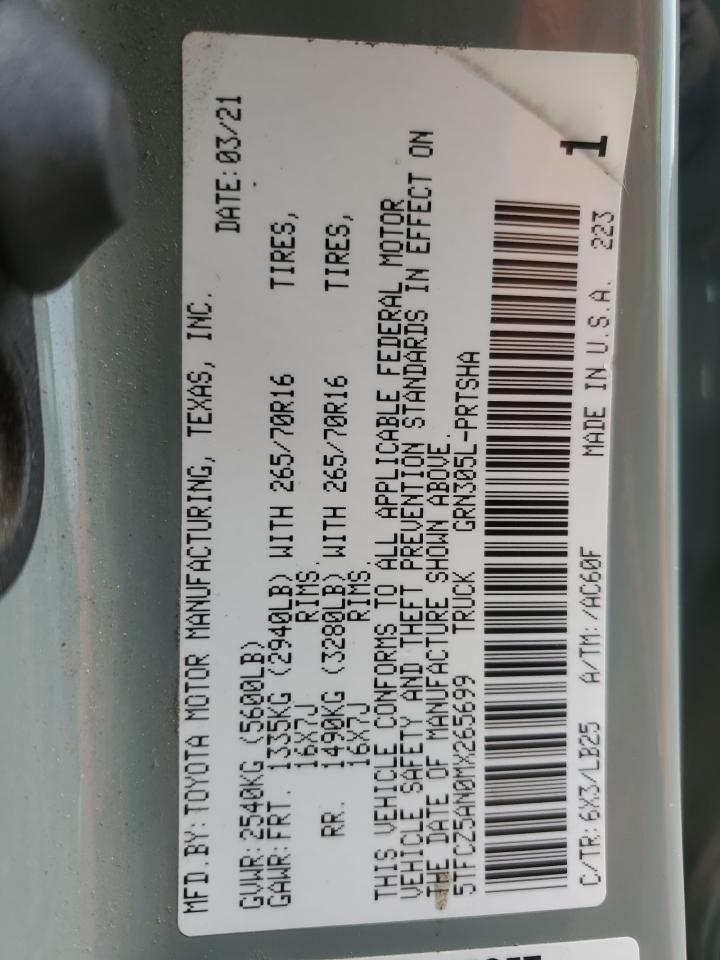 MFD.BY:TOYOTA MOTOR MANUFACTURING, TEXAS, INC.
DATE:03/21
GVWR:2540KG (5600LB)
GAWR:FRT. 1335KG (2940LB) WITH 265/70R16 TIRES,
16X7J RIMS.
RR. 1490KG (3280LB) WITH 265/70R16 TIRES,
16X7J RIMS.
THIS VEHICLE CONFORMS TO ALL APPLICABLE FEDERAL MOTOR
VEHICLE SAFETY AND THEFT PREVENTION STANDARDS IN EFFECT ON
THE DATE OF MANUFACTURE SHOWN ABOVE.
5TFCZ5AN0MX265699 TRUCK GRN305L-PRTSHA
1
C/TR:6X3/LB25 A/TM:/AC60F MADE IN U.S.A. 223